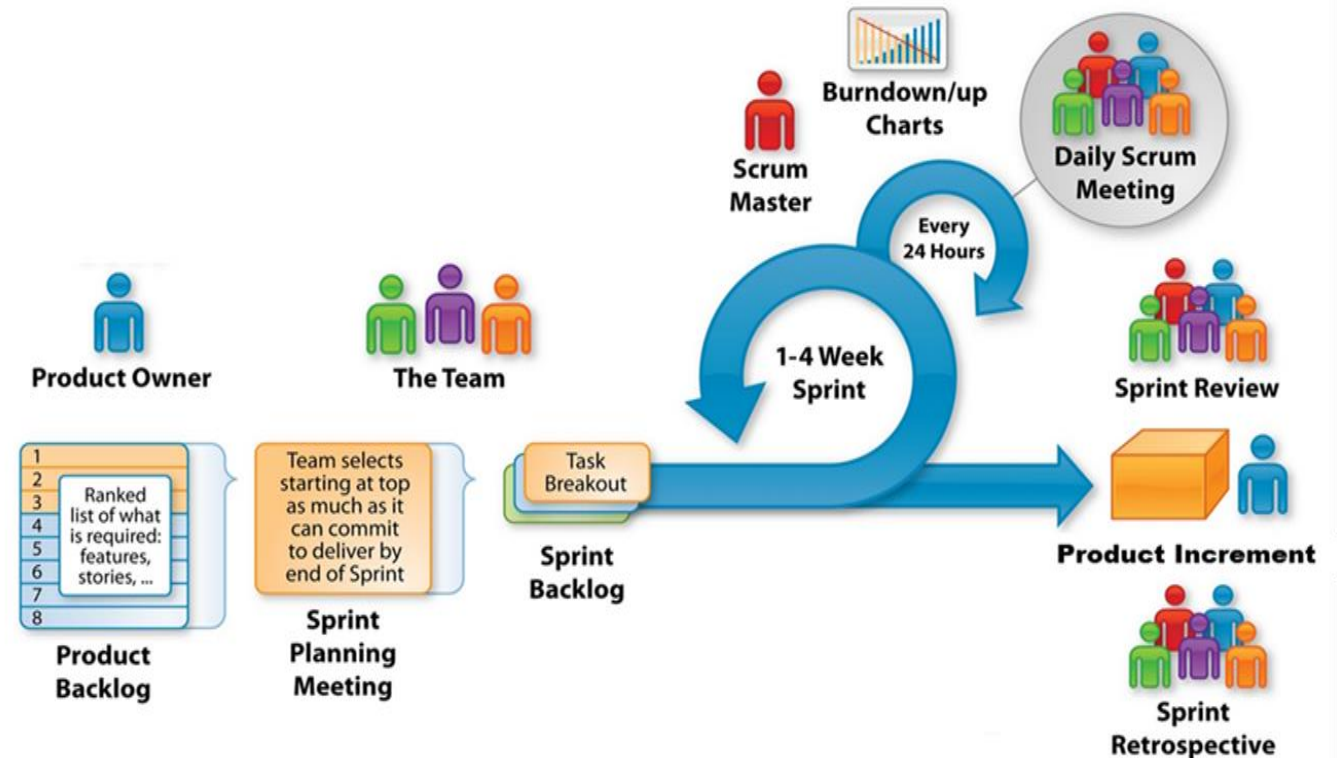 Product Owner
The Team
Scrum
Master
Burndown/up
Charts
Daily Scrum
Meeting
Every
24 Hours
1-4 Week
Sprint
Sprint Review
1
2
3
4
5
6
7
8
Ranked
list of what
is required:
features,
stories, ...
Product
Backlog
Team selects
starting at top
as much as it
can commit
to deliver by
end of Sprint
Sprint
Planning
Meeting
Task
Breakout
Sprint
Backlog
Product Increment
Sprint
Retrospective